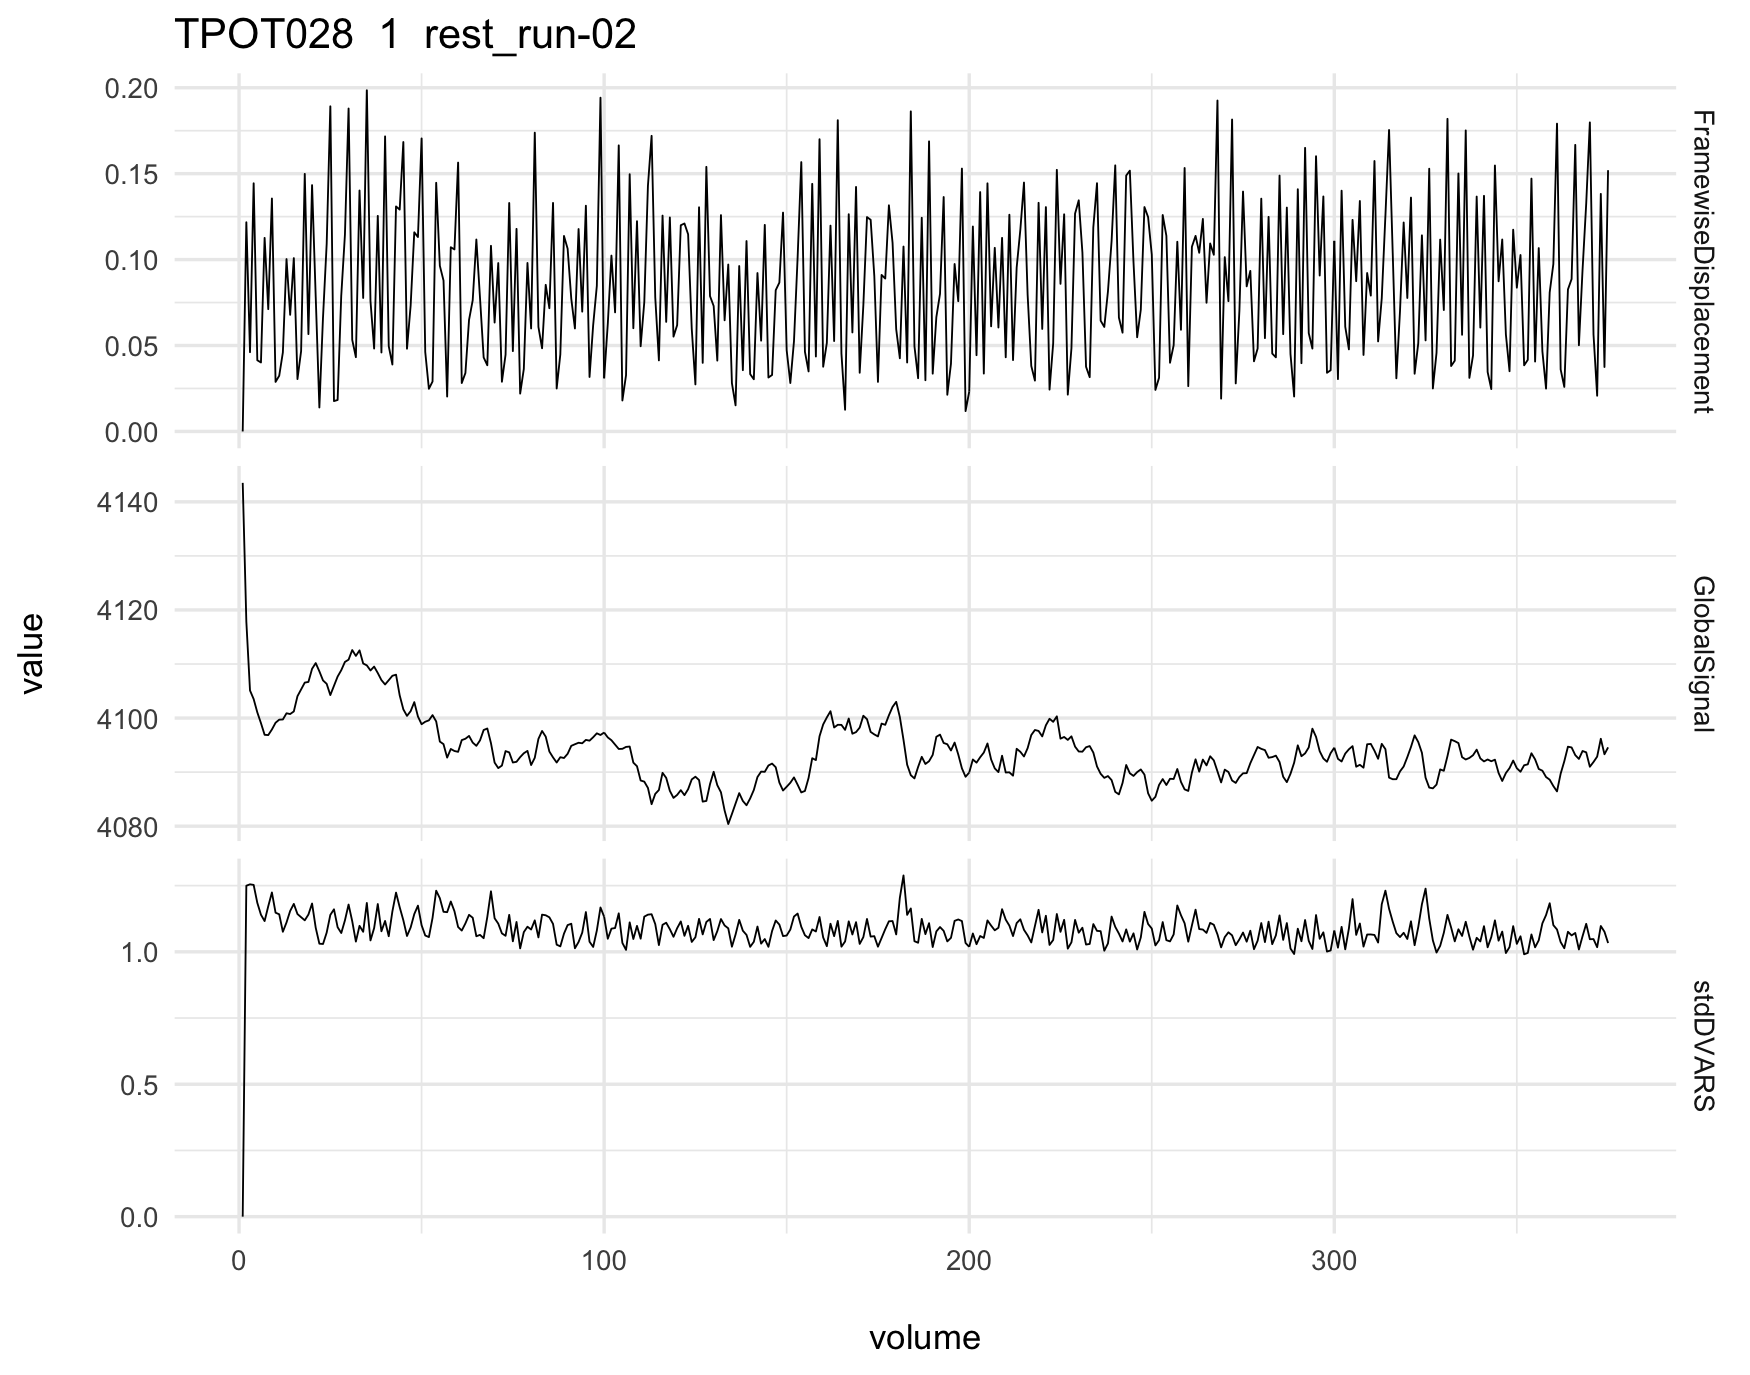 TPOT028 1 rest_run-02
0.20
0.15
0.10
0.05
0.00
FramewiseDisplacement
4140
4120
4100
4080
GlobalSignal
value
1.0
0.5
0.0
stdDVARS
0 100 200 300
volume